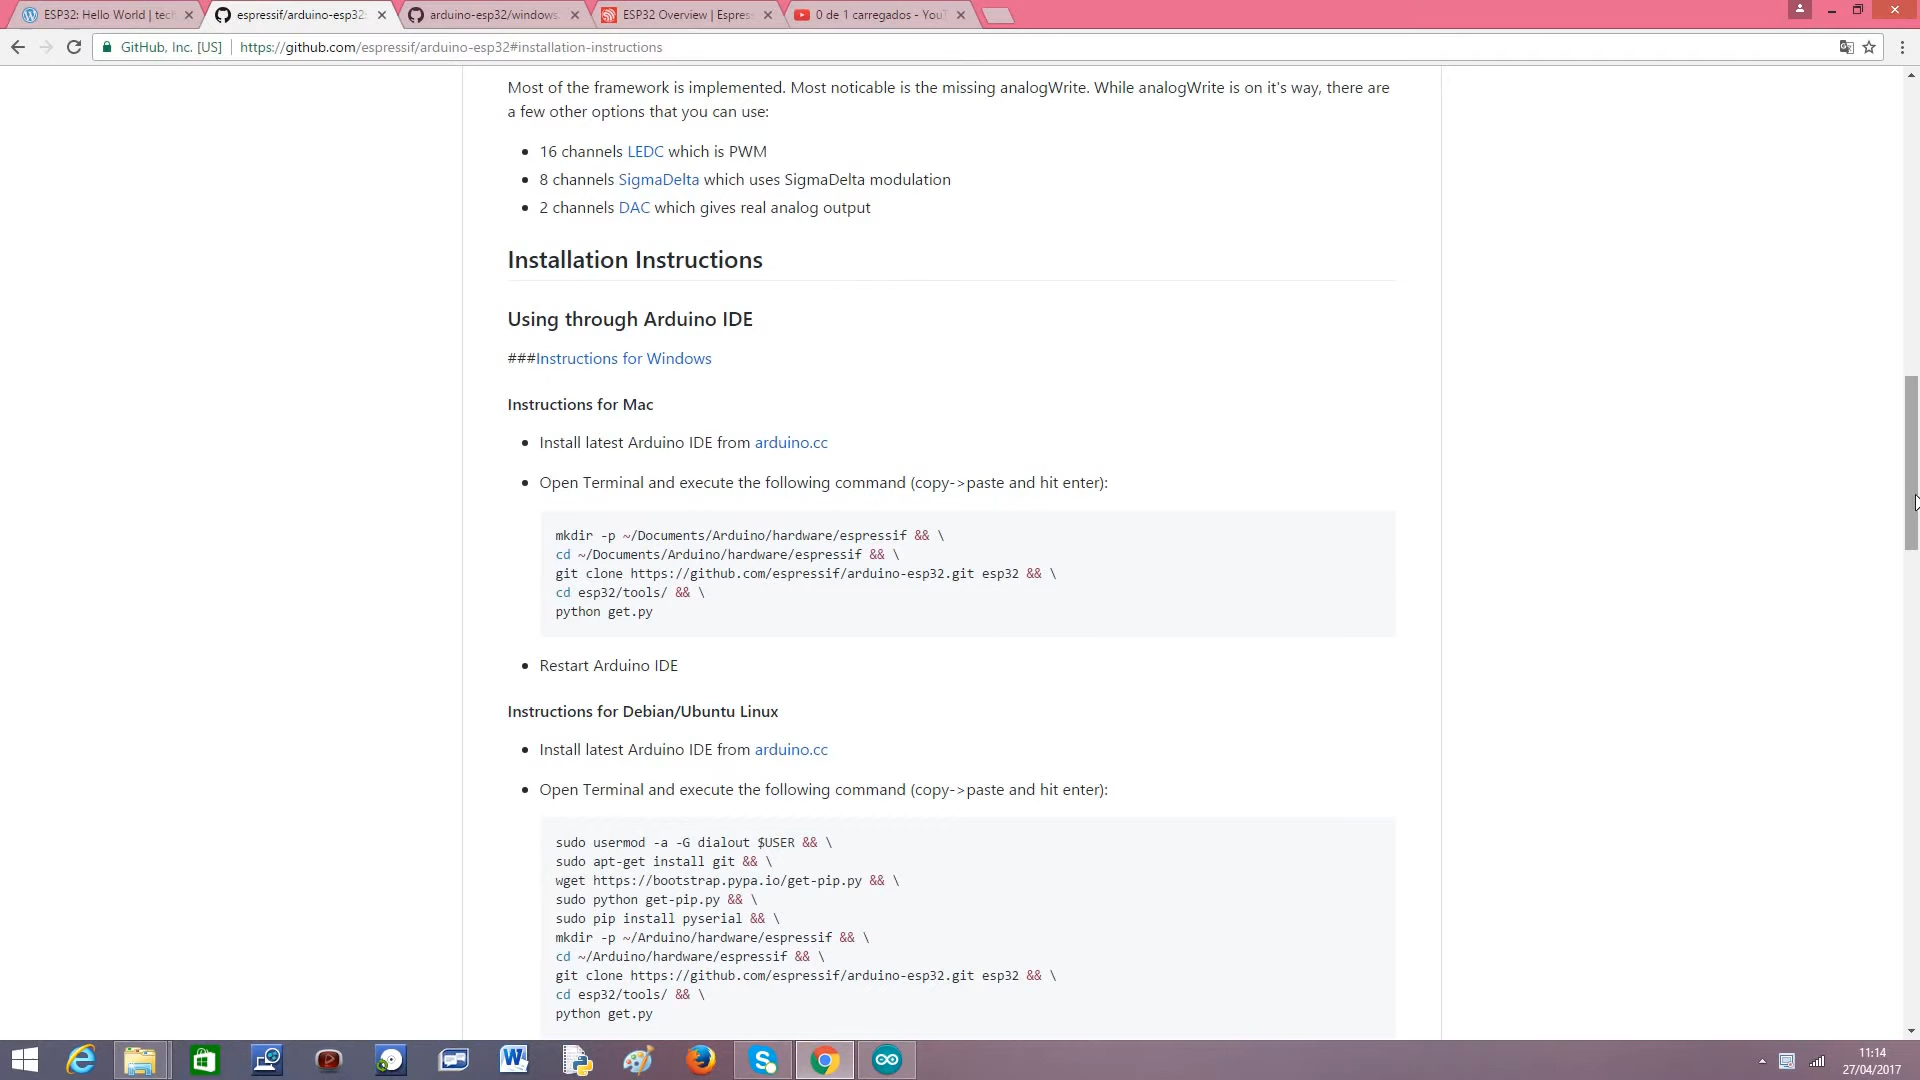 ESP32: Hello World | tech
espressif/arduino-esp32:
arduino-esp32/windows.
ESP32 Overview | Espress
0 de 1 carregados - YouT
GitHub, Inc. [US]
https://github.com/espressif/arduino-esp32#installation-instructions
Most of the framework is implemented. Most noticable is the missing analogWrite. While analogWrite is on it's way, there are
a few other options that you can use:
16 channels LEDC which is PWM
8 channels SigmaDelta which uses SigmaDelta modulation
2 channels DAC which gives real analog output
Installation Instructions
Using through Arduino IDE
###Instructions for Windows
Instructions for Mac
Install latest Arduino IDE from arduino.cc
Open Terminal and execute the following command (copy->paste and hit enter):
mkdir -p ~/Documents/Arduino/hardware/espressif && \
cd ~/Documents/Arduino/hardware/espressif && \
git clone https://github.com/espressif/arduino-esp32.git esp32 && \
cd esp32/tools/ && \
python get.py
Restart Arduino IDE
Instructions for Debian/Ubuntu Linux
Install latest Arduino IDE from arduino.cc
Open Terminal and execute the following command (copy->paste and hit enter):
sudo usermod -a -G dialout $USER && \
sudo apt-get install git && \
wget https://bootstrap.pypa.io/get-pip.py && \
sudo python get-pip.py && \
sudo pip install pyserial && \
mkdir -p ~/Arduino/hardware/espressif && \
cd ~/Arduino/hardware/espressif && \
git clone https://github.com/espressif/arduino-esp32.git esp32 && \
cd esp32/tools/ && \
python get.py
11:14
27/04/2017